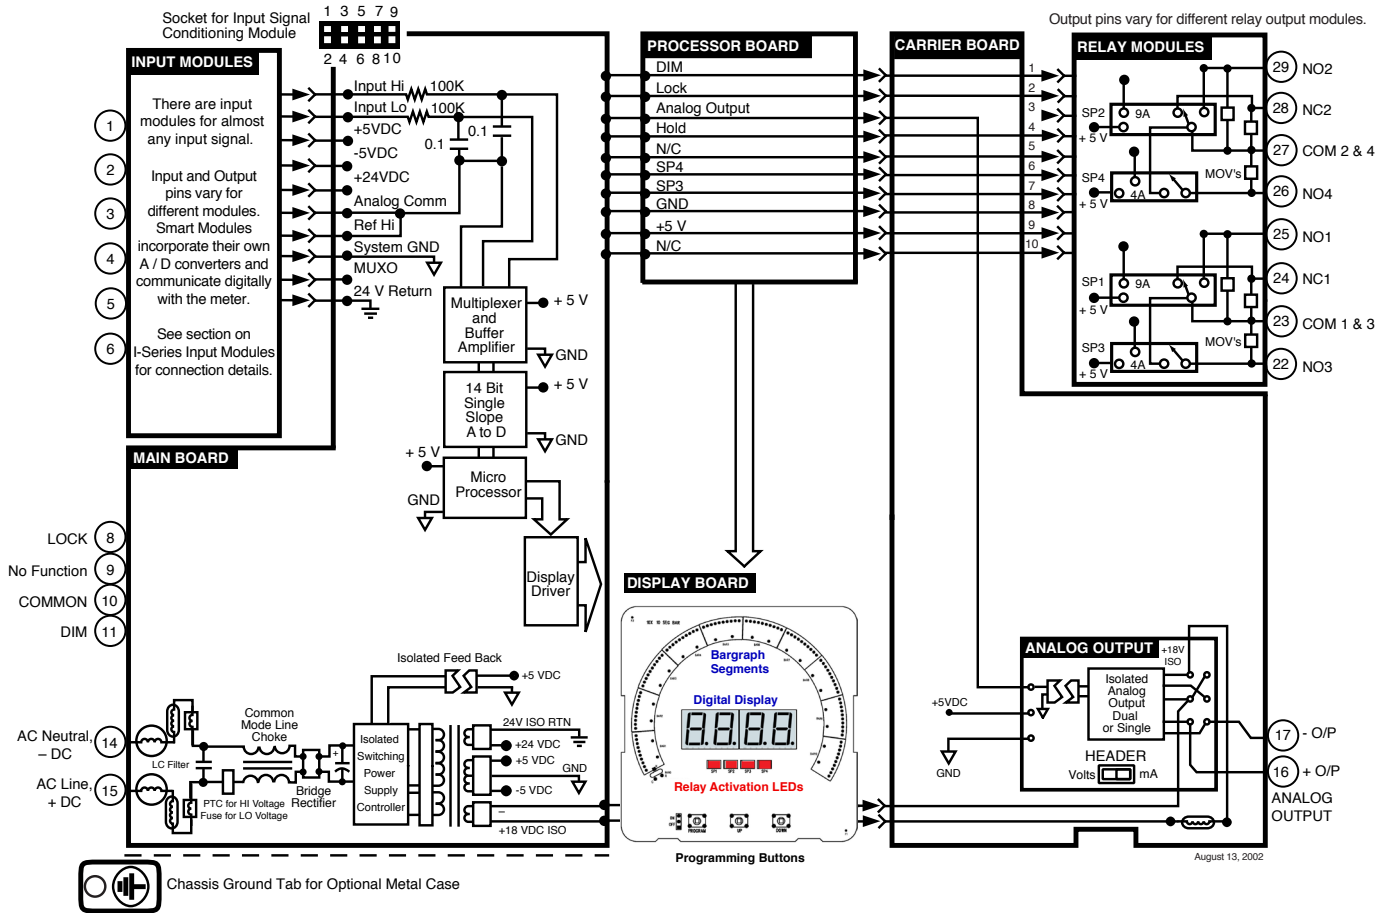 Socket for Input Signal
Conditioning Module
1 3 5 7 9
2 4 6 8 10
Output pins vary for different relay output modules.
INPUT MODULES
There are input
modules for almost
any input signal.
Input and Output
pins vary for
different modules.
Smart Modules
incorporate their own
A / D converters and
communicate digitally
with the meter.
See section on
I-Series Input Modules
for connection details.
1
2
3
4
5
6
Input Hi
100K
Input Lo
100K
+5VDC
0.1
0.1
-5VDC
+24VDC
Analog Comm
Ref Hi
System GND
MUXO
24 V Return
Multiplexer
and
Buffer
Amplifier
+ 5 V
GND
14 Bit
Single
Slope
A to D
+ 5 V
GND
+ 5 V
GND
Micro
Processor
Display
Driver
PROCESSOR BOARD
DIM
Lock
Analog Output
Hold
N/C
SP4
SP3
GND
+5 V
N/C
CARRIER BOARD
1
2
3
4
5
6
7
8
9
10
RELAY MODULES
SP2
9A
+ 5 V
SP4
4A
+ 5 V
MOV's
SP1
9A
+ 5 V
SP3
4A
+ 5 V
MOV's
29 NO2
28 NC2
27 COM 2 & 4
26 NO4
25 NO1
24 NC1
23 COM 1 & 3
22 NO3
MAIN BOARD
LOCK 8
No Function 9
COMMON 10
DIM 11
AC Neutral,
– DC
14
AC Line,
+ DC
15
LC Filter
Common
Mode Line
Choke
PTC for HI Voltage
Fuse for LO Voltage
Bridge
Rectifier
+
Isolated Feed Back
+5 VDC
Isolated
Switching
Power
Supply
Controller
24V ISO RTN
+24 VDC
+5 VDC
GND
-5 VDC
–
+18 VDC ISO
DISPLAY BOARD
Bargraph
Segments
Digital Display
8.8.8.8.
SP1 SP2 SP3 SP4
Relay Activation LEDs
ON
OFF
PROGRAM
UP
DOWN
Programming Buttons
ANALOG OUTPUT
+18V
ISO
Isolated
Analog
Output
Dual
or Single
+5VDC
GND
HEADER
Volts
mA
17 - O/P
16 + O/P
ANALOG
OUTPUT
August 13, 2002
Chassis Ground Tab for Optional Metal Case